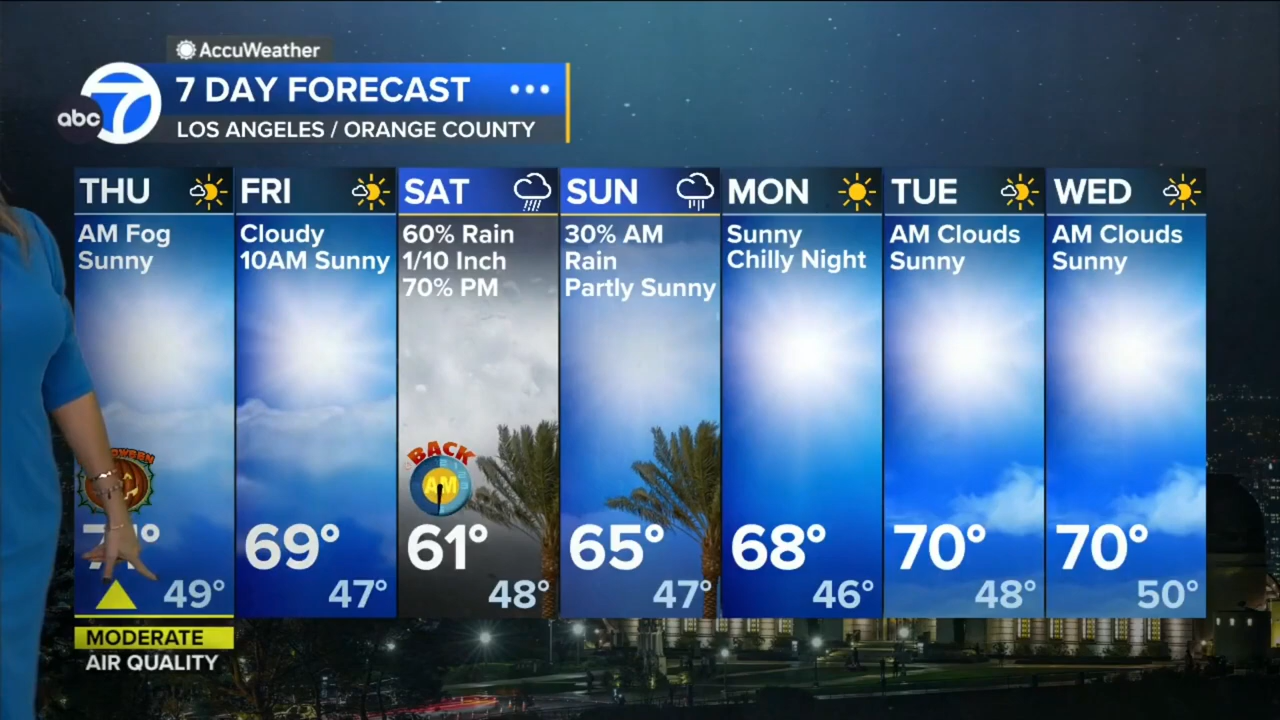 AccuWeather
abc 7
7 DAY FORECAST
LOS ANGELES / ORANGE COUNTY
THU
AM Fog
Sunny
49°
MODERATE
AIR QUALITY
FRI
Cloudy
10AM Sunny
69°
47°
SAT
60% Rain
1/10 Inch
70% PM
BACK
AM
61°
48°
SUN
30% AM
Rain
Partly Sunny
65°
47°
MON
Sunny
Chilly Night
68°
46°
TUE
AM Clouds
Sunny
70°
48°
WED
AM Clouds
Sunny
70°
50°